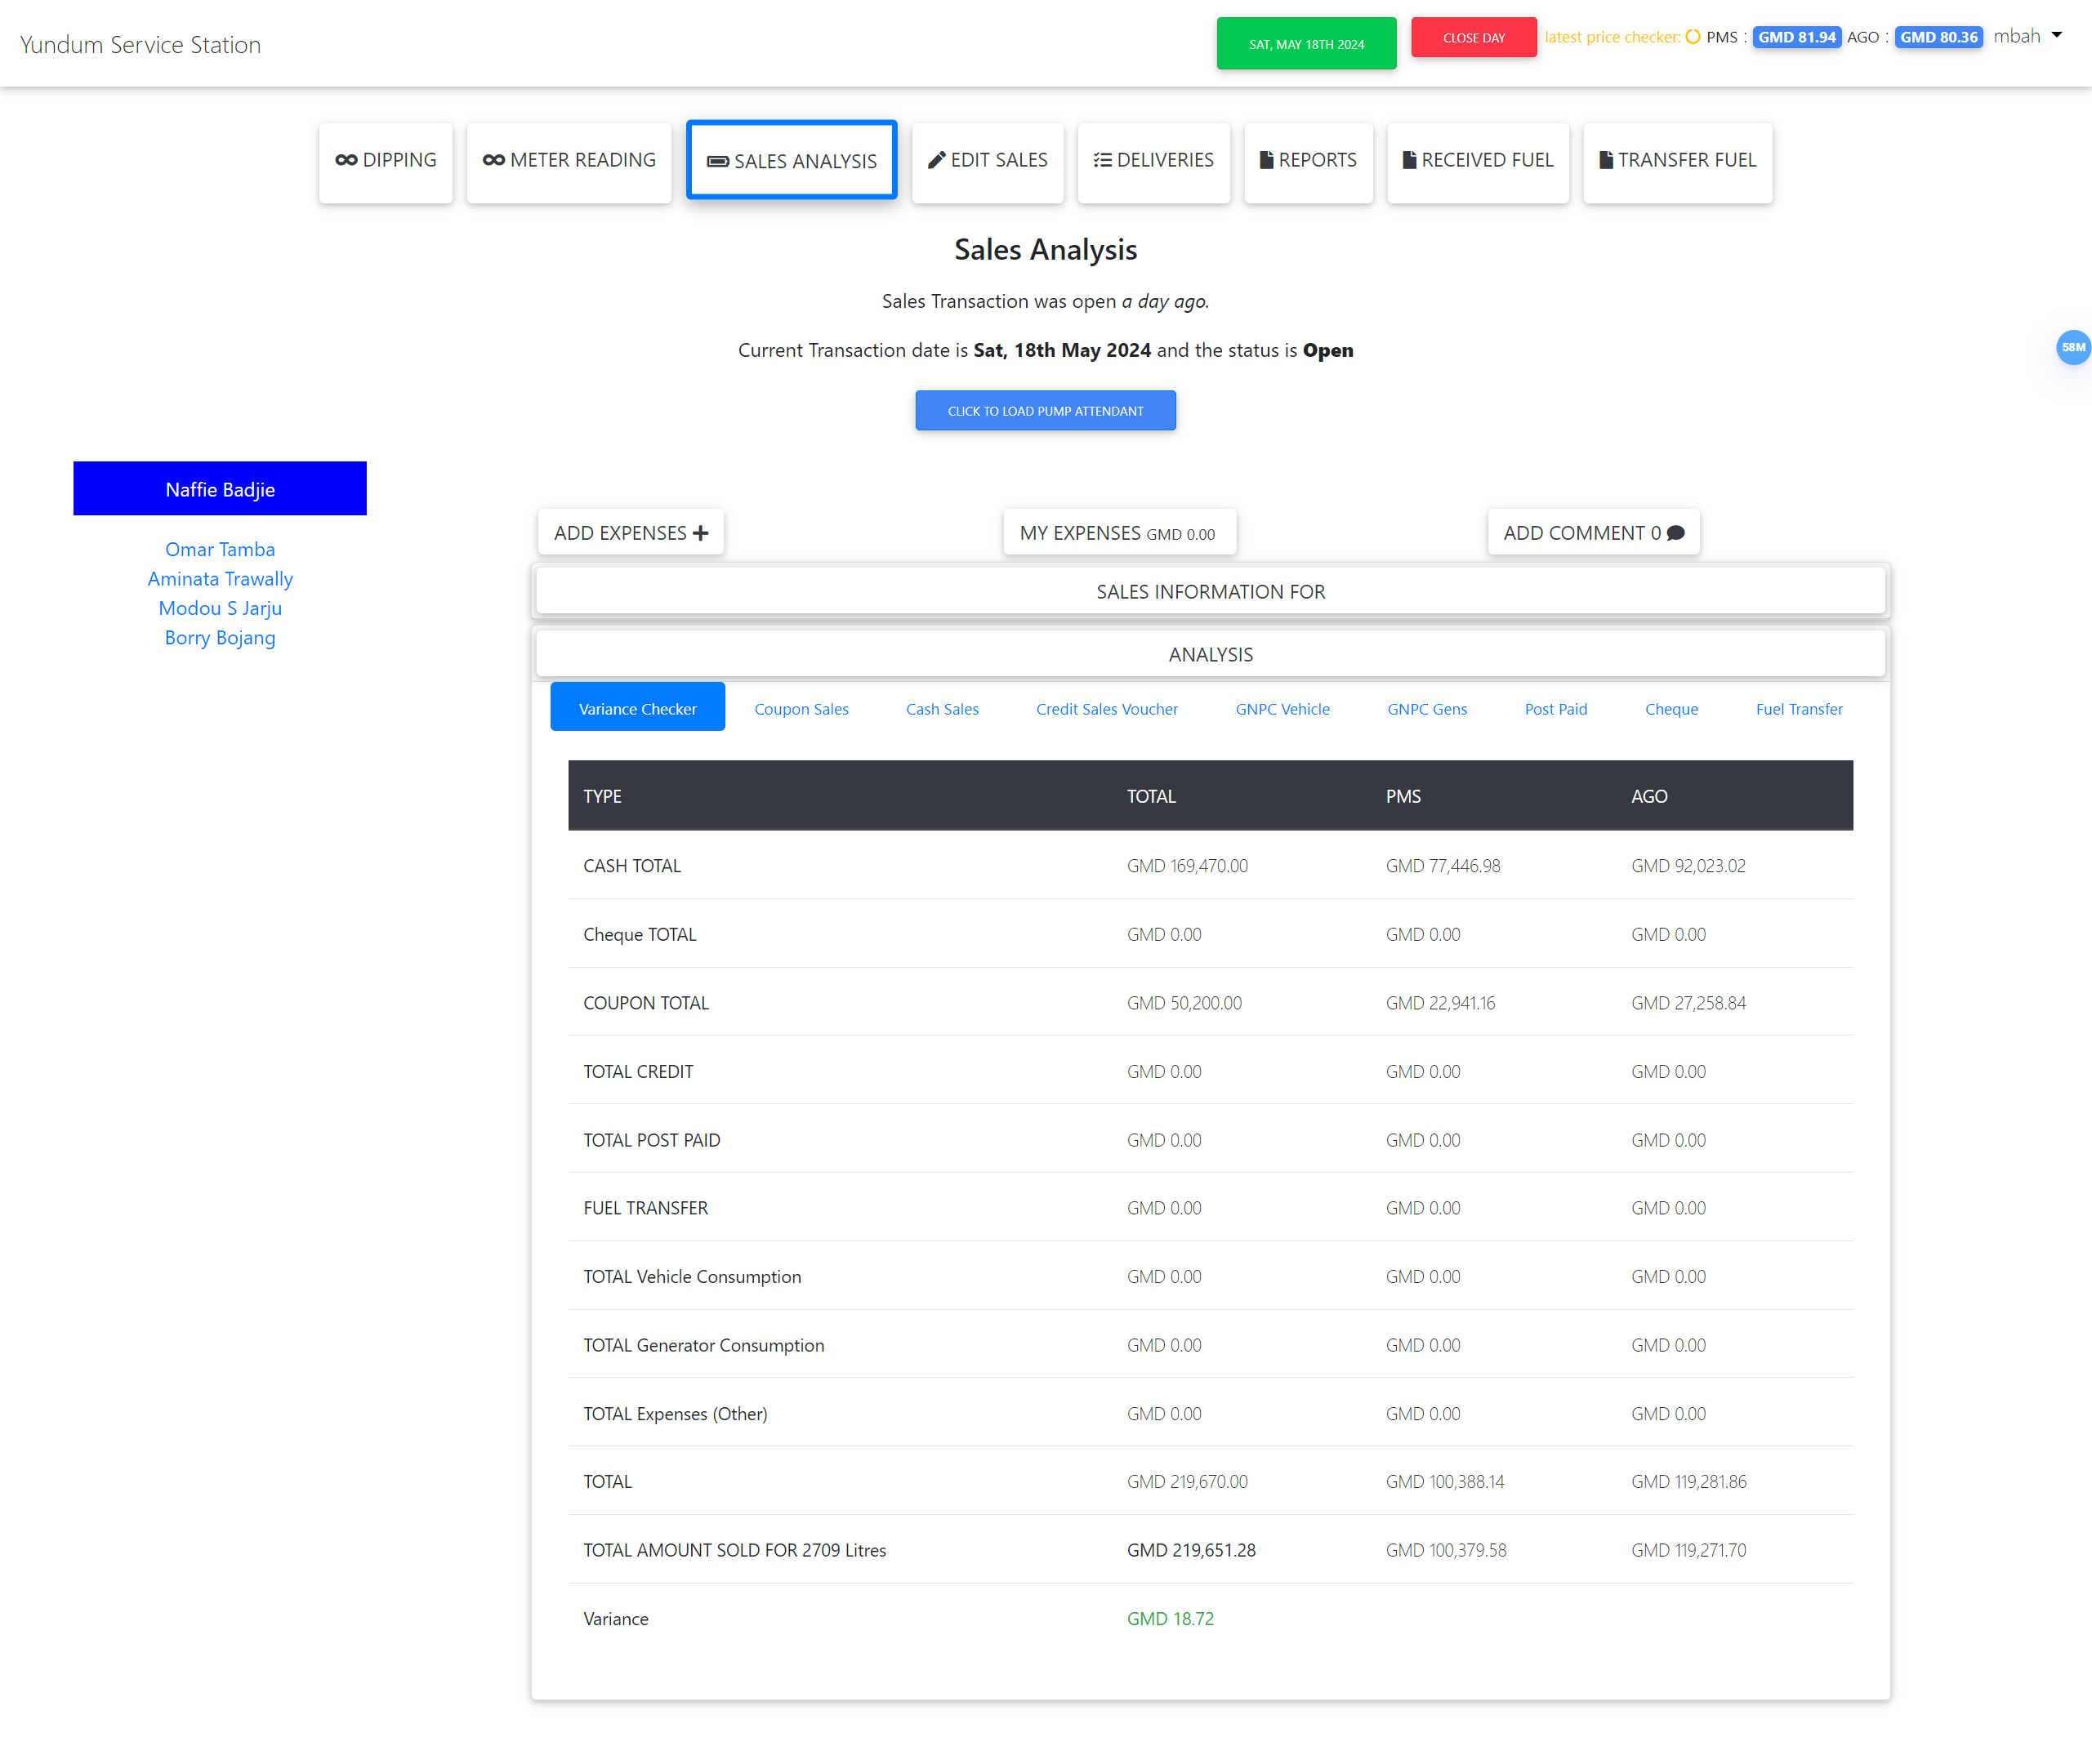 Yundum Service Station
SAT, MAY 18TH 2024
CLOSE DAY
latest price checker: PMS : GMD 81.94 AGO : GMD 80.36 mbah
DIPPING
METER READING
SALES ANALYSIS
EDIT SALES
DELIVERIES
REPORTS
RECEIVED FUEL
TRANSFER FUEL
Sales Analysis
Sales Transaction was open a day ago.
Current Transaction date is Sat, 18th May 2024 and the status is Open
58M
CLICK TO LOAD PUMP ATTENDANT
Naffie Badjie
Omar Tamba
Aminata Trawally
Modou S Jarju
Borry Bojang
ADD EXPENSES
MY EXPENSES GMD 0.00
ADD COMMENT 0
SALES INFORMATION FOR
ANALYSIS
Variance Checker Coupon Sales Cash Sales Credit Sales Voucher GNPC Vehicle GNPC Gens Post Paid Cheque Fuel Transfer
TYPE TOTAL PMS AGO
CASH TOTAL GMD 169,470.00 GMD 77,446.98 GMD 92,023.02
Cheque TOTAL GMD 0.00 GMD 0.00 GMD 0.00
COUPON TOTAL GMD 50,200.00 GMD 22,941.16 GMD 27,258.84
TOTAL CREDIT GMD 0.00 GMD 0.00 GMD 0.00
TOTAL POST PAID GMD 0.00 GMD 0.00 GMD 0.00
FUEL TRANSFER GMD 0.00 GMD 0.00 GMD 0.00
TOTAL Vehicle Consumption GMD 0.00 GMD 0.00 GMD 0.00
TOTAL Generator Consumption GMD 0.00 GMD 0.00 GMD 0.00
TOTAL Expenses (Other) GMD 0.00 GMD 0.00 GMD 0.00
TOTAL GMD 219,670.00 GMD 100,388.14 GMD 119,281.86
TOTAL AMOUNT SOLD FOR 2709 Litres GMD 219,651.28 GMD 100,379.58 GMD 119,271.70
Variance GMD 18.72